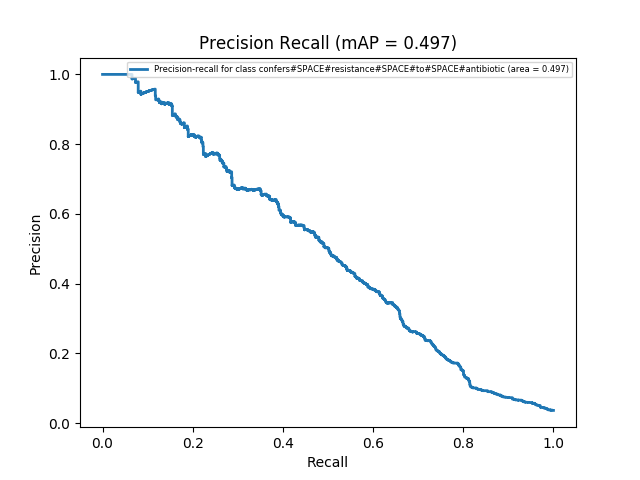 Precision Recall (mAP = 0.497)
Precision-recall for class confers#SPACE#resistance#SPACE#to#SPACE#antibiotic (area = 0.497)
1.0
0.8
0.6
0.4
0.2
0.0
Precision
0.0 0.2 0.4 0.6 0.8 1.0
Recall